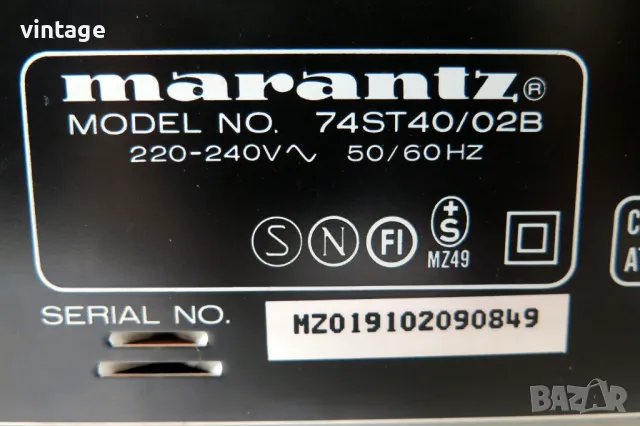 vintage
marantz®
MODEL NO. 74ST40/02B
220-240V∿ 50/60HZ
S N FI +S
MZ49
SERIAL NO. MZ019102090849
BAZAR